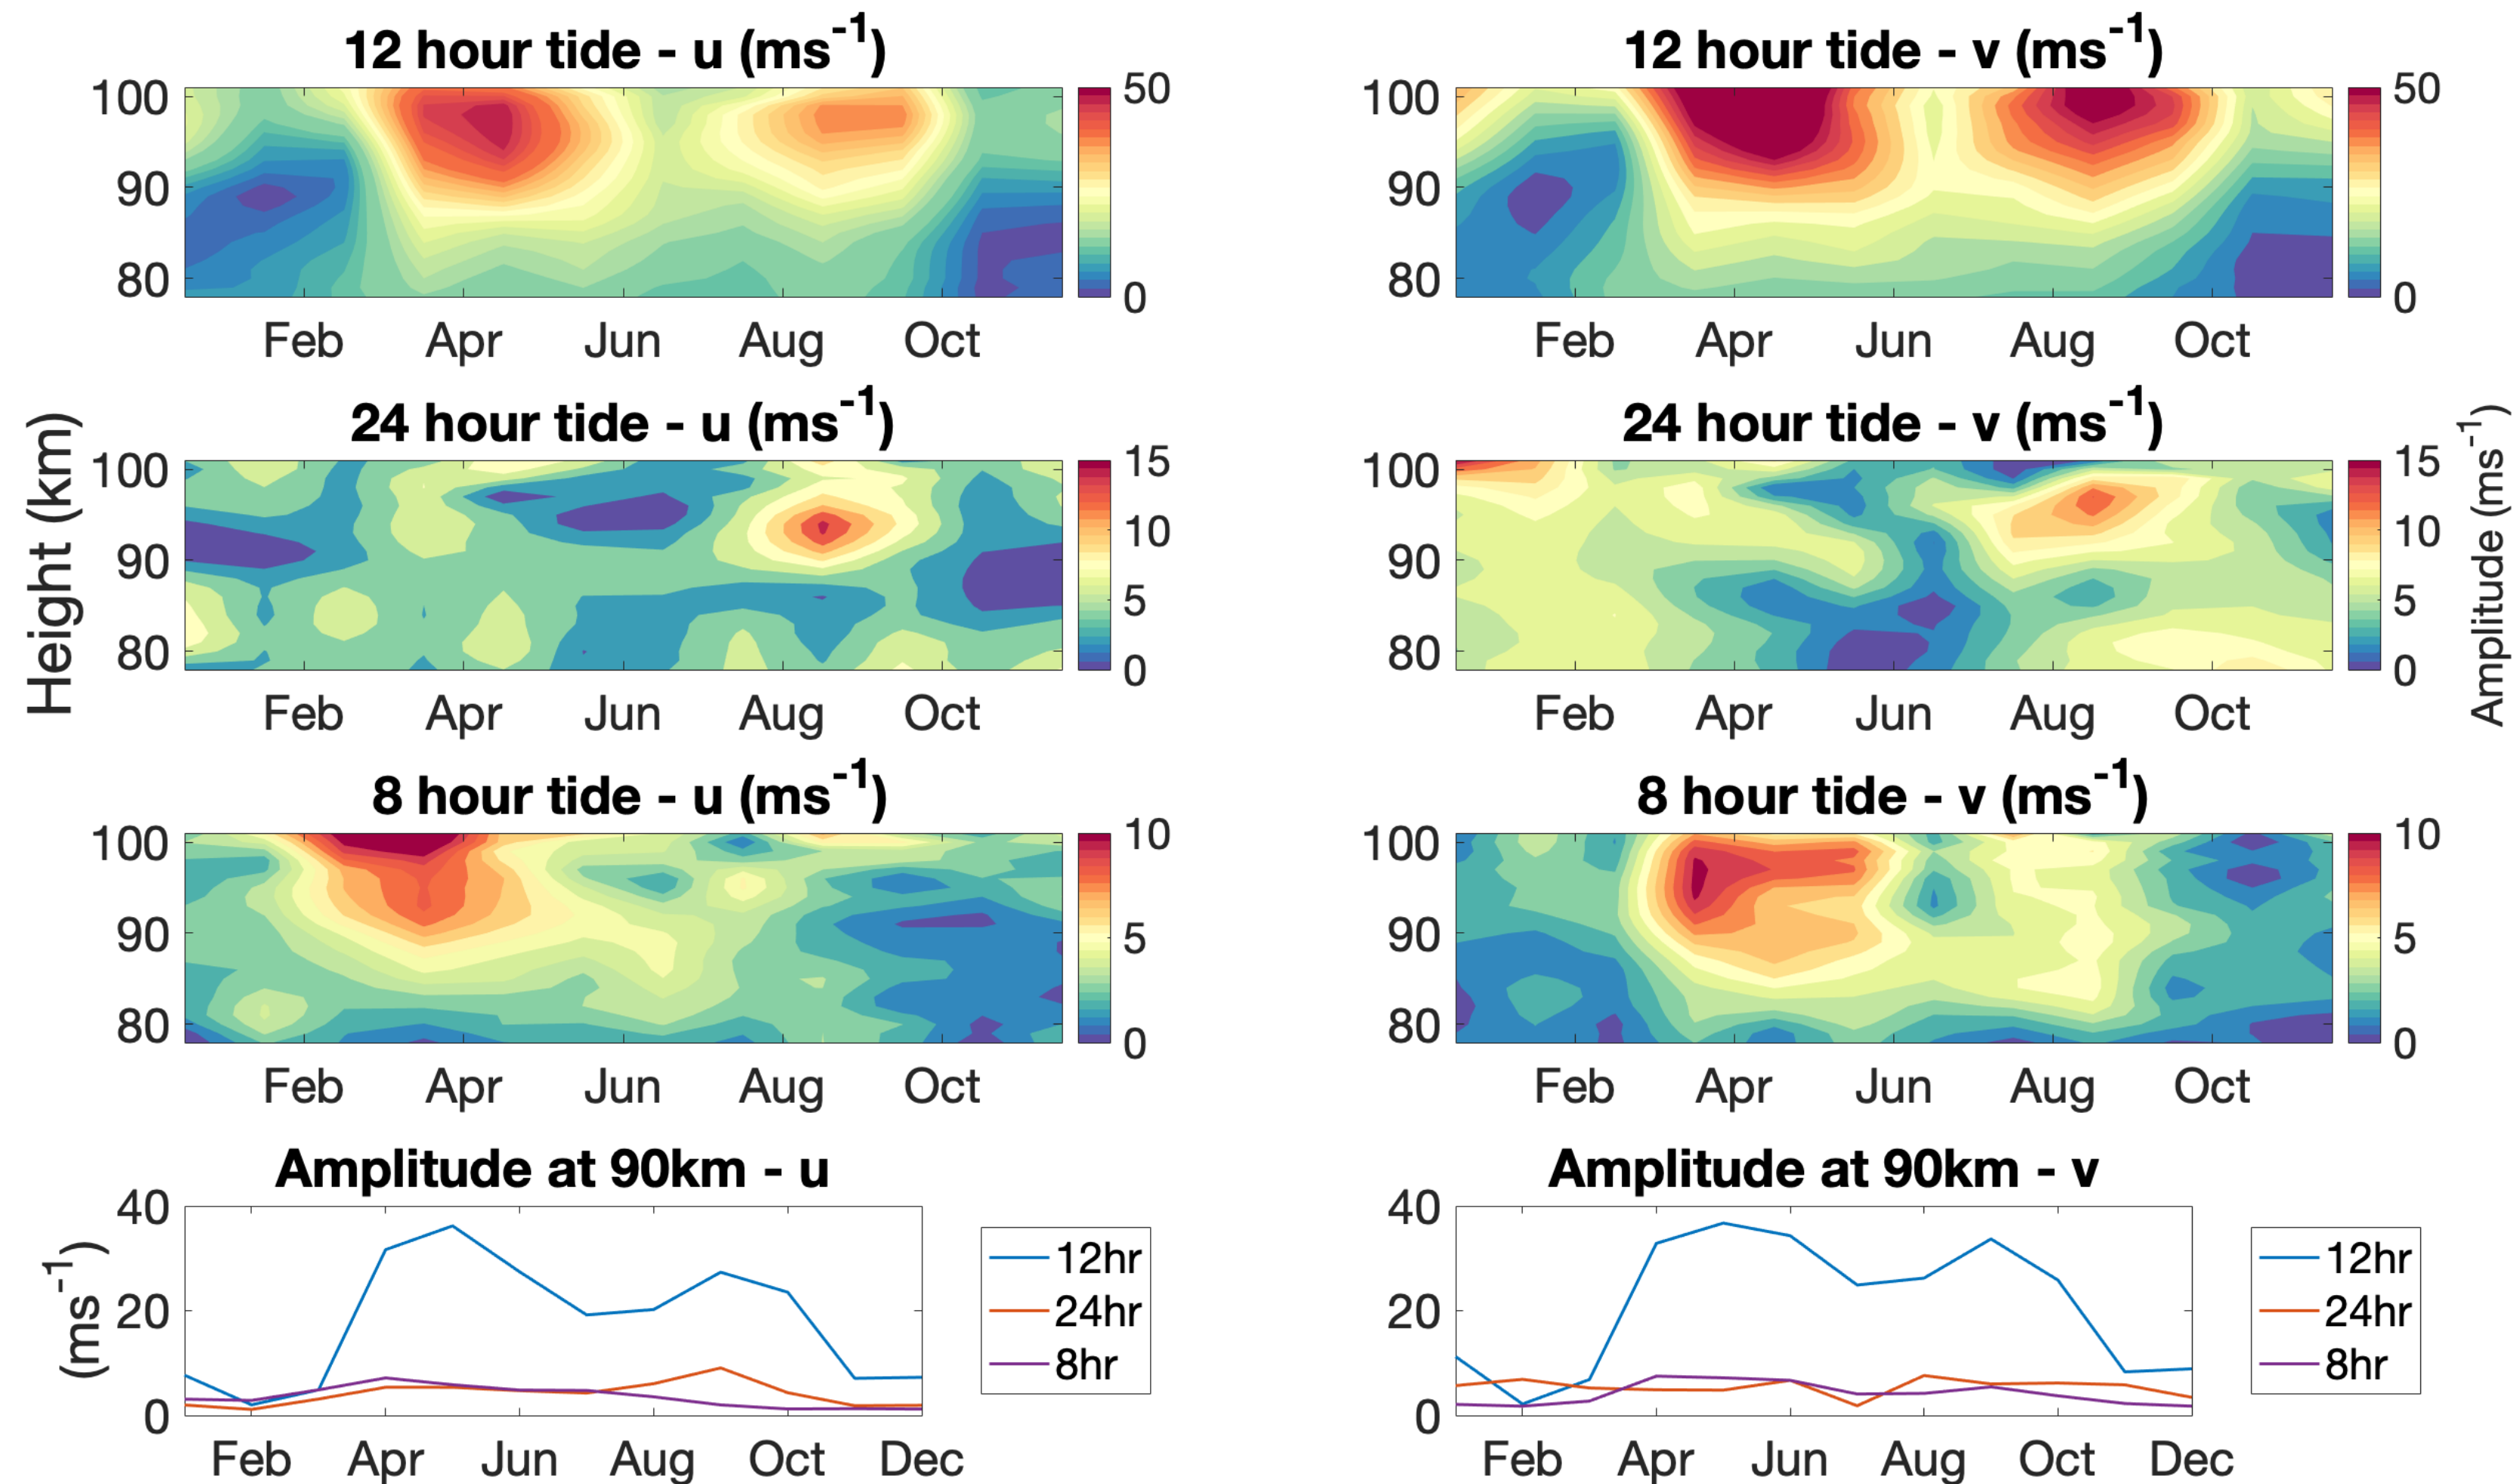 12 hour tide - u (ms⁻¹)
100
90
80
Feb Apr Jun Aug Oct
50
0
12 hour tide - v (ms⁻¹)
100
90
80
Feb Apr Jun Aug Oct
50
0
Height (km)
24 hour tide - u (ms⁻¹)
100
90
80
Feb Apr Jun Aug Oct
15
10
5
0
24 hour tide - v (ms⁻¹)
100
90
80
Feb Apr Jun Aug Oct
15
10
5
0
Amplitude (ms⁻¹)
8 hour tide - u (ms⁻¹)
100
90
80
Feb Apr Jun Aug Oct
10
5
0
8 hour tide - v (ms⁻¹)
100
90
80
Feb Apr Jun Aug Oct
10
5
0
Amplitude at 90km - u
(ms⁻¹)
40
20
0
Feb Apr Jun Aug Oct Dec
12hr
24hr
8hr
Amplitude at 90km - v
40
20
0
Feb Apr Jun Aug Oct Dec
12hr
24hr
8hr